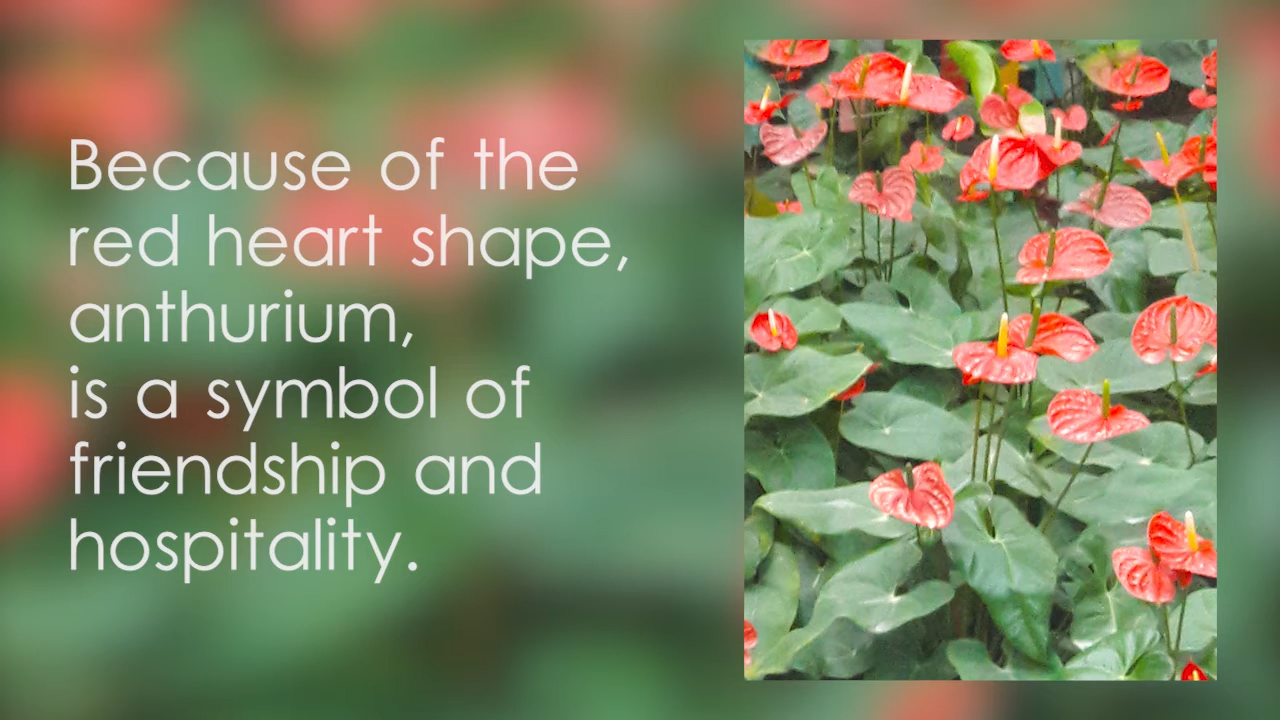 Because of the
red heart shape,
anthurium,
is a symbol of
friendship and
hospitality.